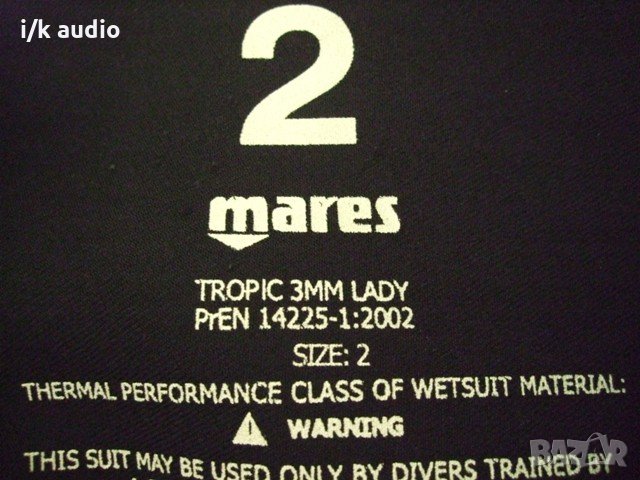 i/k audio
2
mares
TROPIC 3MM LADY
PrEN 14225-1:2002
SIZE: 2
THERMAL PERFORMANCE CLASS OF WETSUIT MATERIAL:
WARNING
THIS SUIT MAY BE USED ONLY BY DIVERS TRAINED BY
BAZAR